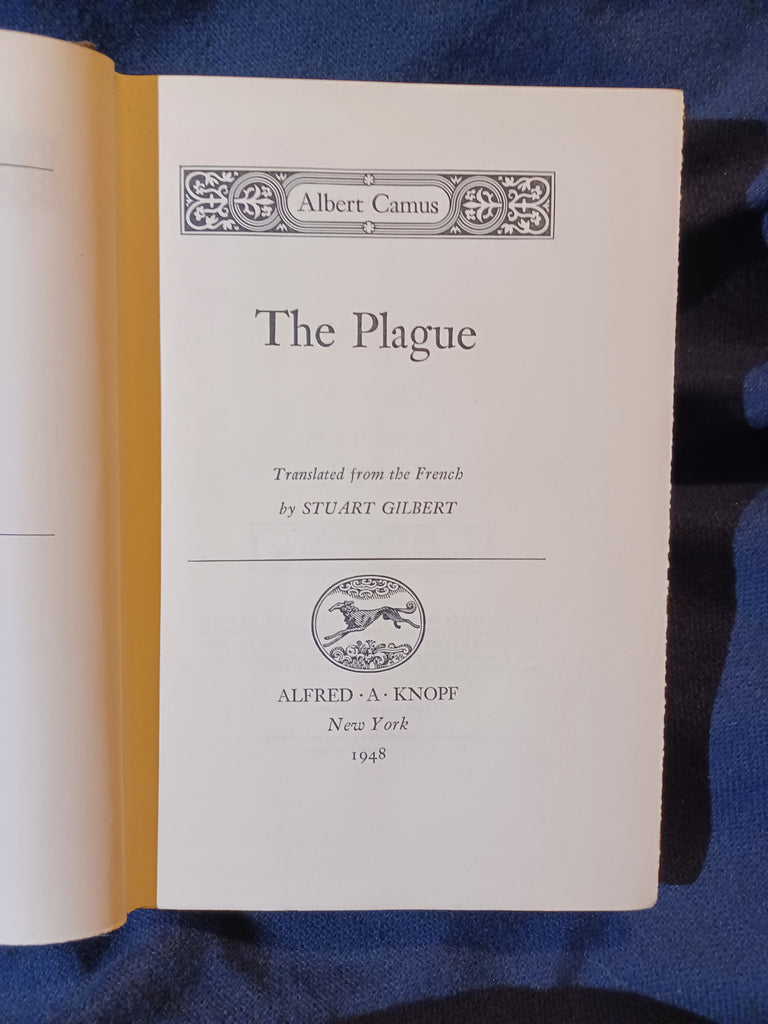 Albert Camus
The Plague
Translated from the French
by STUART GILBERT
ALFRED · A · KNOPF
New York
1948